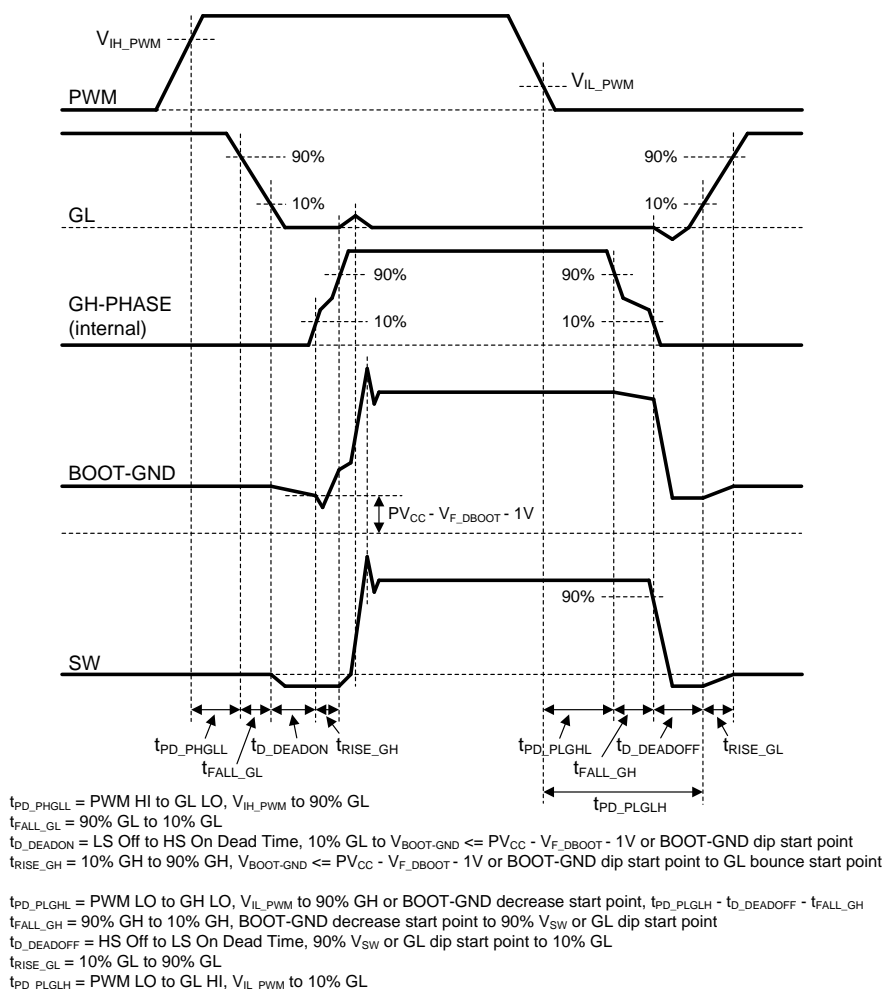 V_IH_PWM
PWM
V_IL_PWM
90%
90%
10%
10%
GL
90%
90%
GH-PHASE
(internal)
10%
10%
BOOT-GND
PV_CC - V_F_DBOOT - 1V
90%
SW
t_PD_PHGLL
t_D_DEADON
t_RISE_GH
t_PD_PLGHL
t_D_DEADOFF
t_RISE_GL
t_FALL_GL
t_FALL_GH
t_PD_PLGLH
t_PD_PHGLL = PWM HI to GL LO, V_IH_PWM to 90% GL
t_FALL_GL = 90% GL to 10% GL
t_D_DEADON = LS Off to HS On Dead Time, 10% GL to V_BOOT-GND <= PV_CC - V_F_DBOOT - 1V or BOOT-GND dip start point
t_RISE_GH = 10% GH to 90% GH, V_BOOT-GND <= PV_CC - V_F_DBOOT - 1V or BOOT-GND dip start point to GL bounce start point
t_PD_PLGHL = PWM LO to GH LO, V_IL_PWM to 90% GH or BOOT-GND decrease start point, t_PD_PLGLH - t_D_DEADOFF - t_FALL_GH
t_FALL_GH = 90% GH to 10% GH, BOOT-GND decrease start point to 90% V_SW or GL dip start point
t_D_DEADOFF = HS Off to LS On Dead Time, 90% V_SW or GL dip start point to 10% GL
t_RISE_GL = 10% GL to 90% GL
t_PD_PLGLH = PWM LO to GL HI, V_IL_PWM to 10% GL